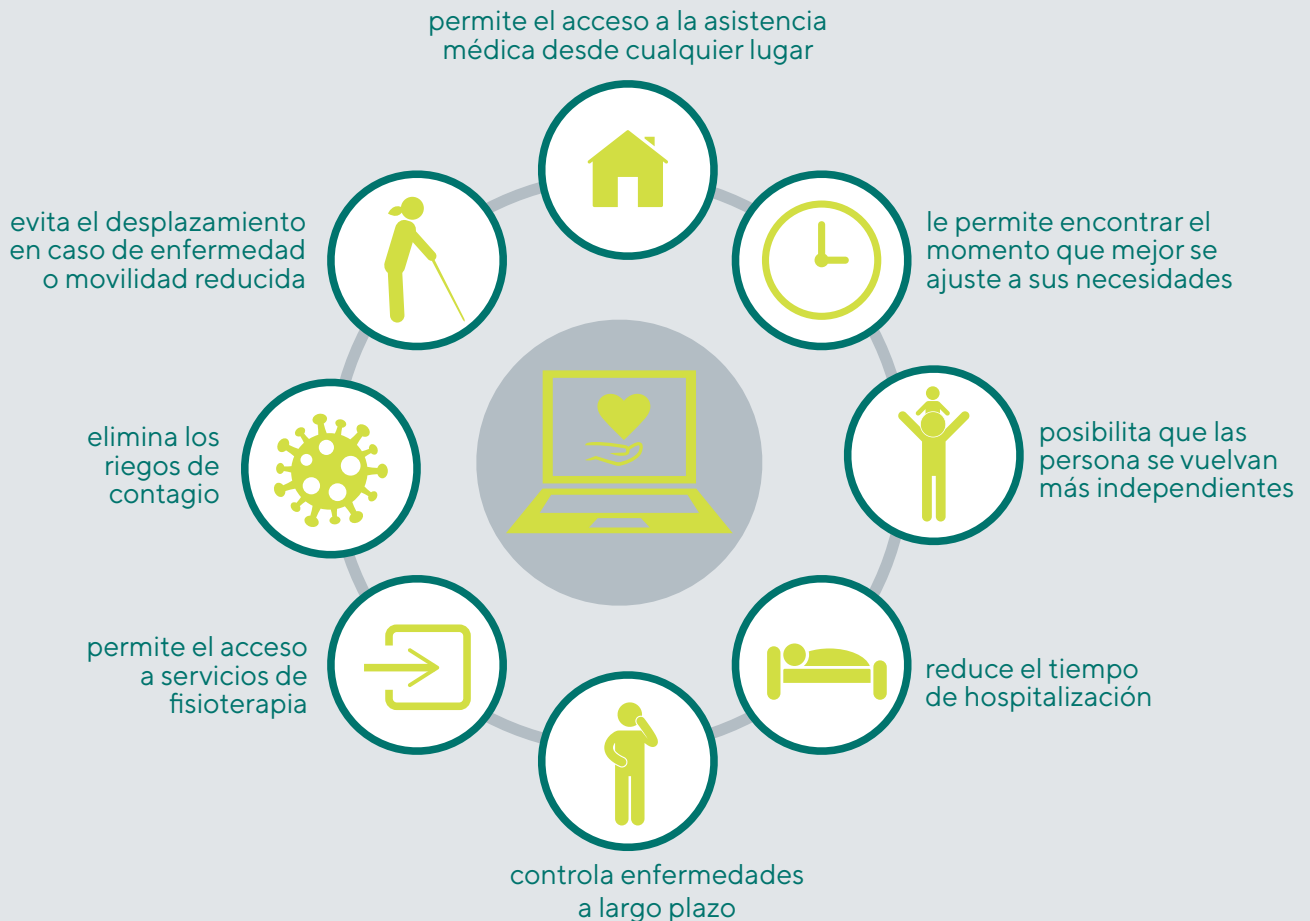 permite el acceso a la asistencia
médica desde cualquier lugar
le permite encontrar el
momento que mejor se
ajuste a sus necesidades
posibilita que las
persona se vuelvan
más independientes
reduce el tiempo
de hospitalización
controla enfermedades
a largo plazo
permite el acceso
a servicios de
fisioterapia
elimina los
riegos de
contagio
evita el desplazamiento
en caso de enfermedad
o movilidad reducida